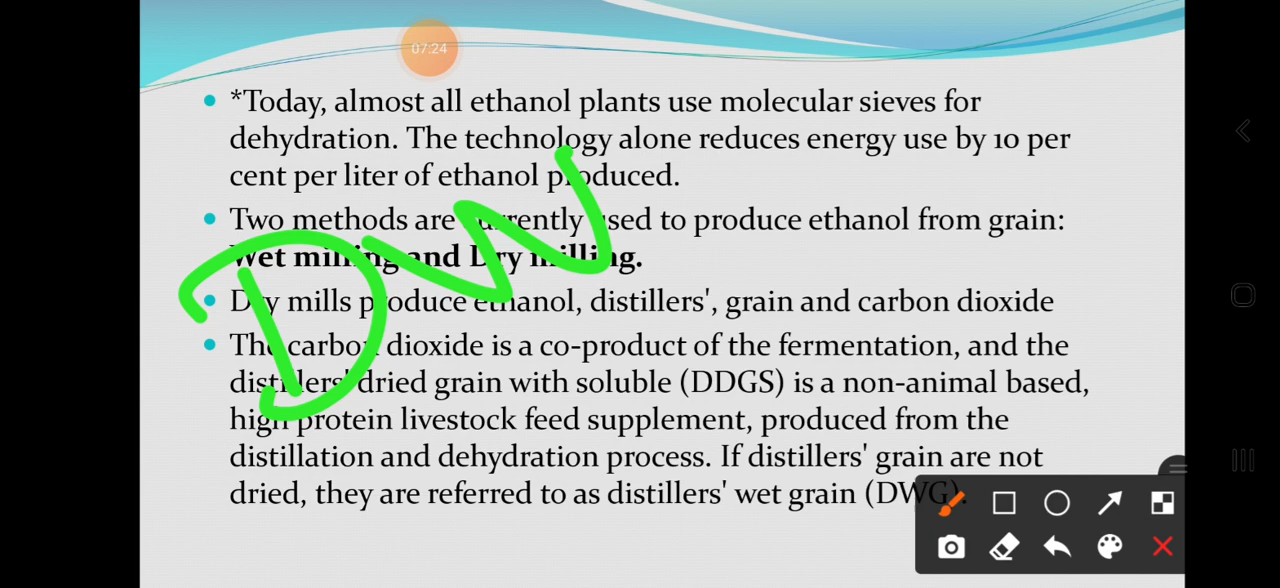 07:24
*Today, almost all ethanol plants use molecular sieves for
dehydration. The technology alone reduces energy use by 10 per
cent per liter of ethanol produced.
Two methods are currently used to produce ethanol from grain:
Wet milling and Dry milling.
Dry mills produce ethanol, distillers', grain and carbon dioxide
The carbon dioxide is a co-product of the fermentation, and the
distillers' dried grain with soluble (DDGS) is a non-animal based,
high protein livestock feed supplement, produced from the
distillation and dehydration process. If distillers' grain are not
dried, they are referred to as distillers' wet grain (DWG).
DW